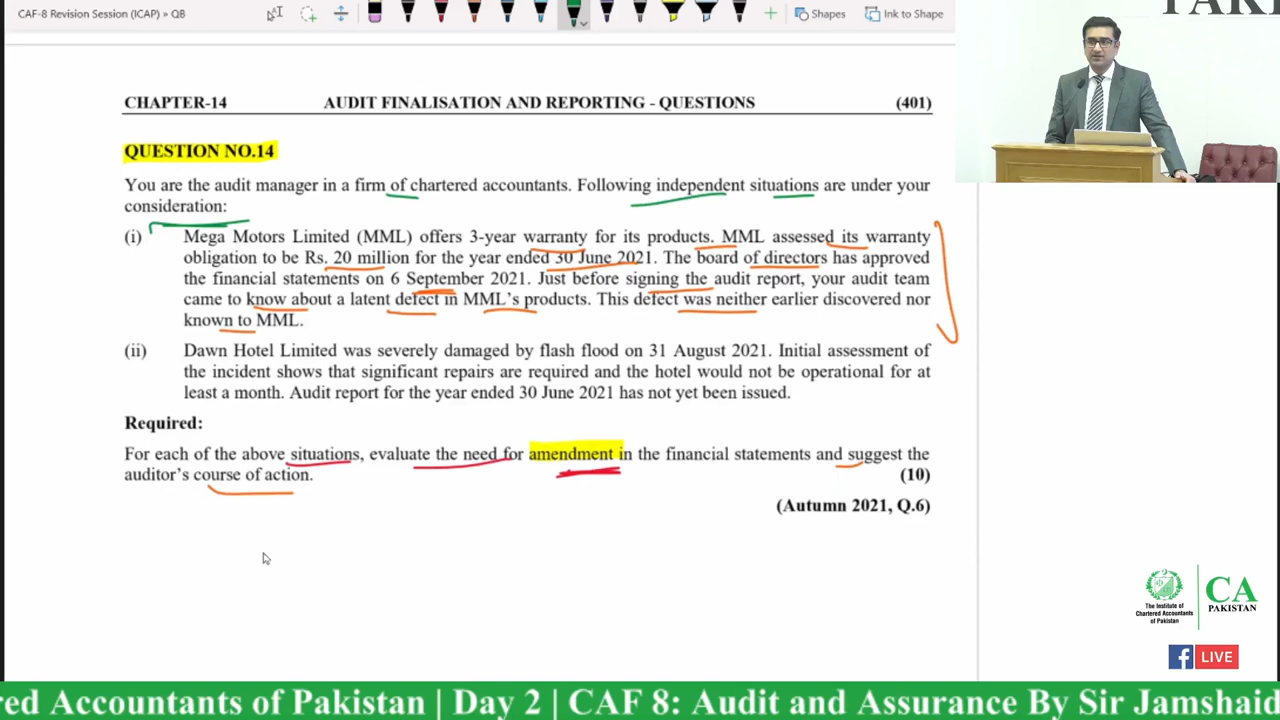 CAF-8 Revision Session (ICAP) » QB
Shapes
Ink to Shape
CHAPTER-14 AUDIT FINALISATION AND REPORTING - QUESTIONS (401)
QUESTION NO.14
You are the audit manager in a firm of chartered accountants. Following independent situations are under your
consideration:
(i) Mega Motors Limited (MML) offers 3-year warranty for its products. MML assessed its warranty
obligation to be Rs. 20 million for the year ended 30 June 2021. The board of directors has approved
the financial statements on 6 September 2021. Just before signing the audit report, your audit team
came to know about a latent defect in MML's products. This defect was neither earlier discovered nor
known to MML.
(ii) Dawn Hotel Limited was severely damaged by flash flood on 31 August 2021. Initial assessment of
the incident shows that significant repairs are required and the hotel would not be operational for at
least a month. Audit report for the year ended 30 June 2021 has not yet been issued.
Required:
For each of the above situations, evaluate the need for amendment in the financial statements and suggest the
auditor's course of action. (10)
(Autumn 2021, Q.6)
The Institute of
Chartered Accountants
of Pakistan
CA
PAKISTAN
LIVE
red Accountants of Pakistan | Day 2 | CAF 8: Audit and Assurance By Sir Jamshaid